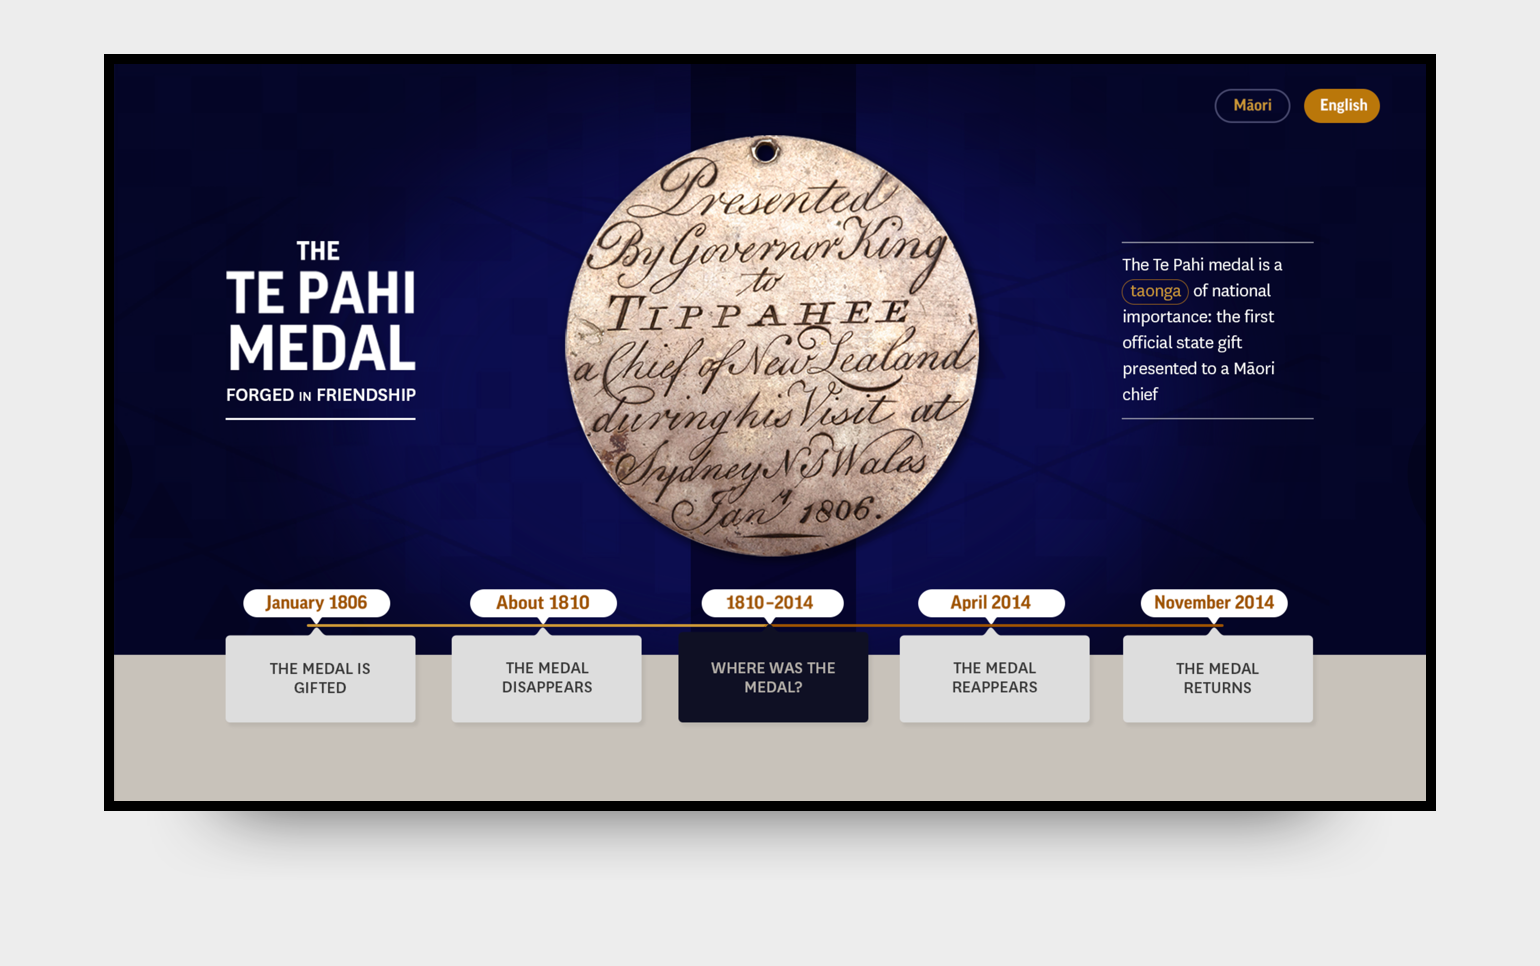 Māori
English
THE
TE PAHI
MEDAL
FORGED IN FRIENDSHIP
Presented
By Governor King
to
TIPPAHEE
a Chief of New Zealand
during his Visit at
Sydney N S Wales
Jany 1806.
The Te Pahi medal is a
taonga of national
importance: the first
official state gift
presented to a Māori
chief
January 1806
About 1810
1810–2014
April 2014
November 2014
THE MEDAL IS
GIFTED
THE MEDAL
DISAPPEARS
WHERE WAS THE
MEDAL?
THE MEDAL
REAPPEARS
THE MEDAL
RETURNS